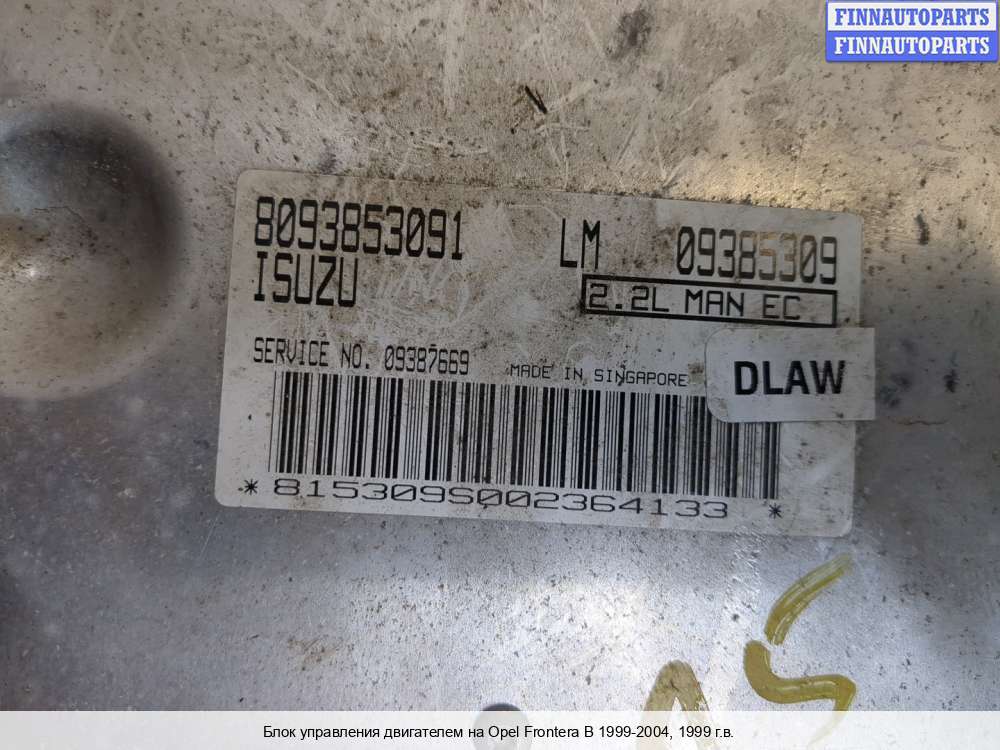 FINNAUTOPARTS
FINNAUTOPARTS
8093853091 LM 09385309
ISUZU 2.2L MAN EC
SERVICE NO. 09387669 MADE IN SINGAPORE DLAW
*815309S002364133*
Блок управления двигателем на Opel Frontera B 1999-2004, 1999 г.в.